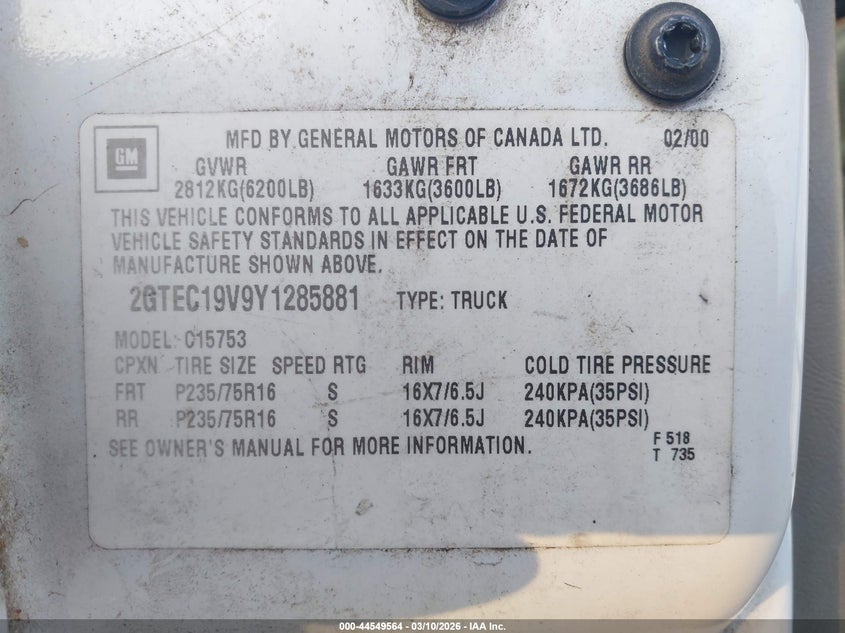 GM
MFD BY GENERAL MOTORS OF CANADA LTD. 02/00
GVWR GAWR FRT GAWR RR
2812KG(6200LB) 1633KG(3600LB) 1672KG(3686LB)
THIS VEHICLE CONFORMS TO ALL APPLICABLE U.S. FEDERAL MOTOR
VEHICLE SAFETY STANDARDS IN EFFECT ON THE DATE OF
MANUFACTURE SHOWN ABOVE.
2GTEC19V9Y1285881 TYPE: TRUCK
MODEL: C15753
CPXN TIRE SIZE SPEED RTG RIM COLD TIRE PRESSURE
FRT P235/75R16 S 16X7/6.5J 240KPA(35PSI)
RR P235/75R16 S 16X7/6.5J 240KPA(35PSI)
SEE OWNER'S MANUAL FOR MORE INFORMATION.
F 518
T 735
000-44549564 - 03/10/2026 - IAA Inc.